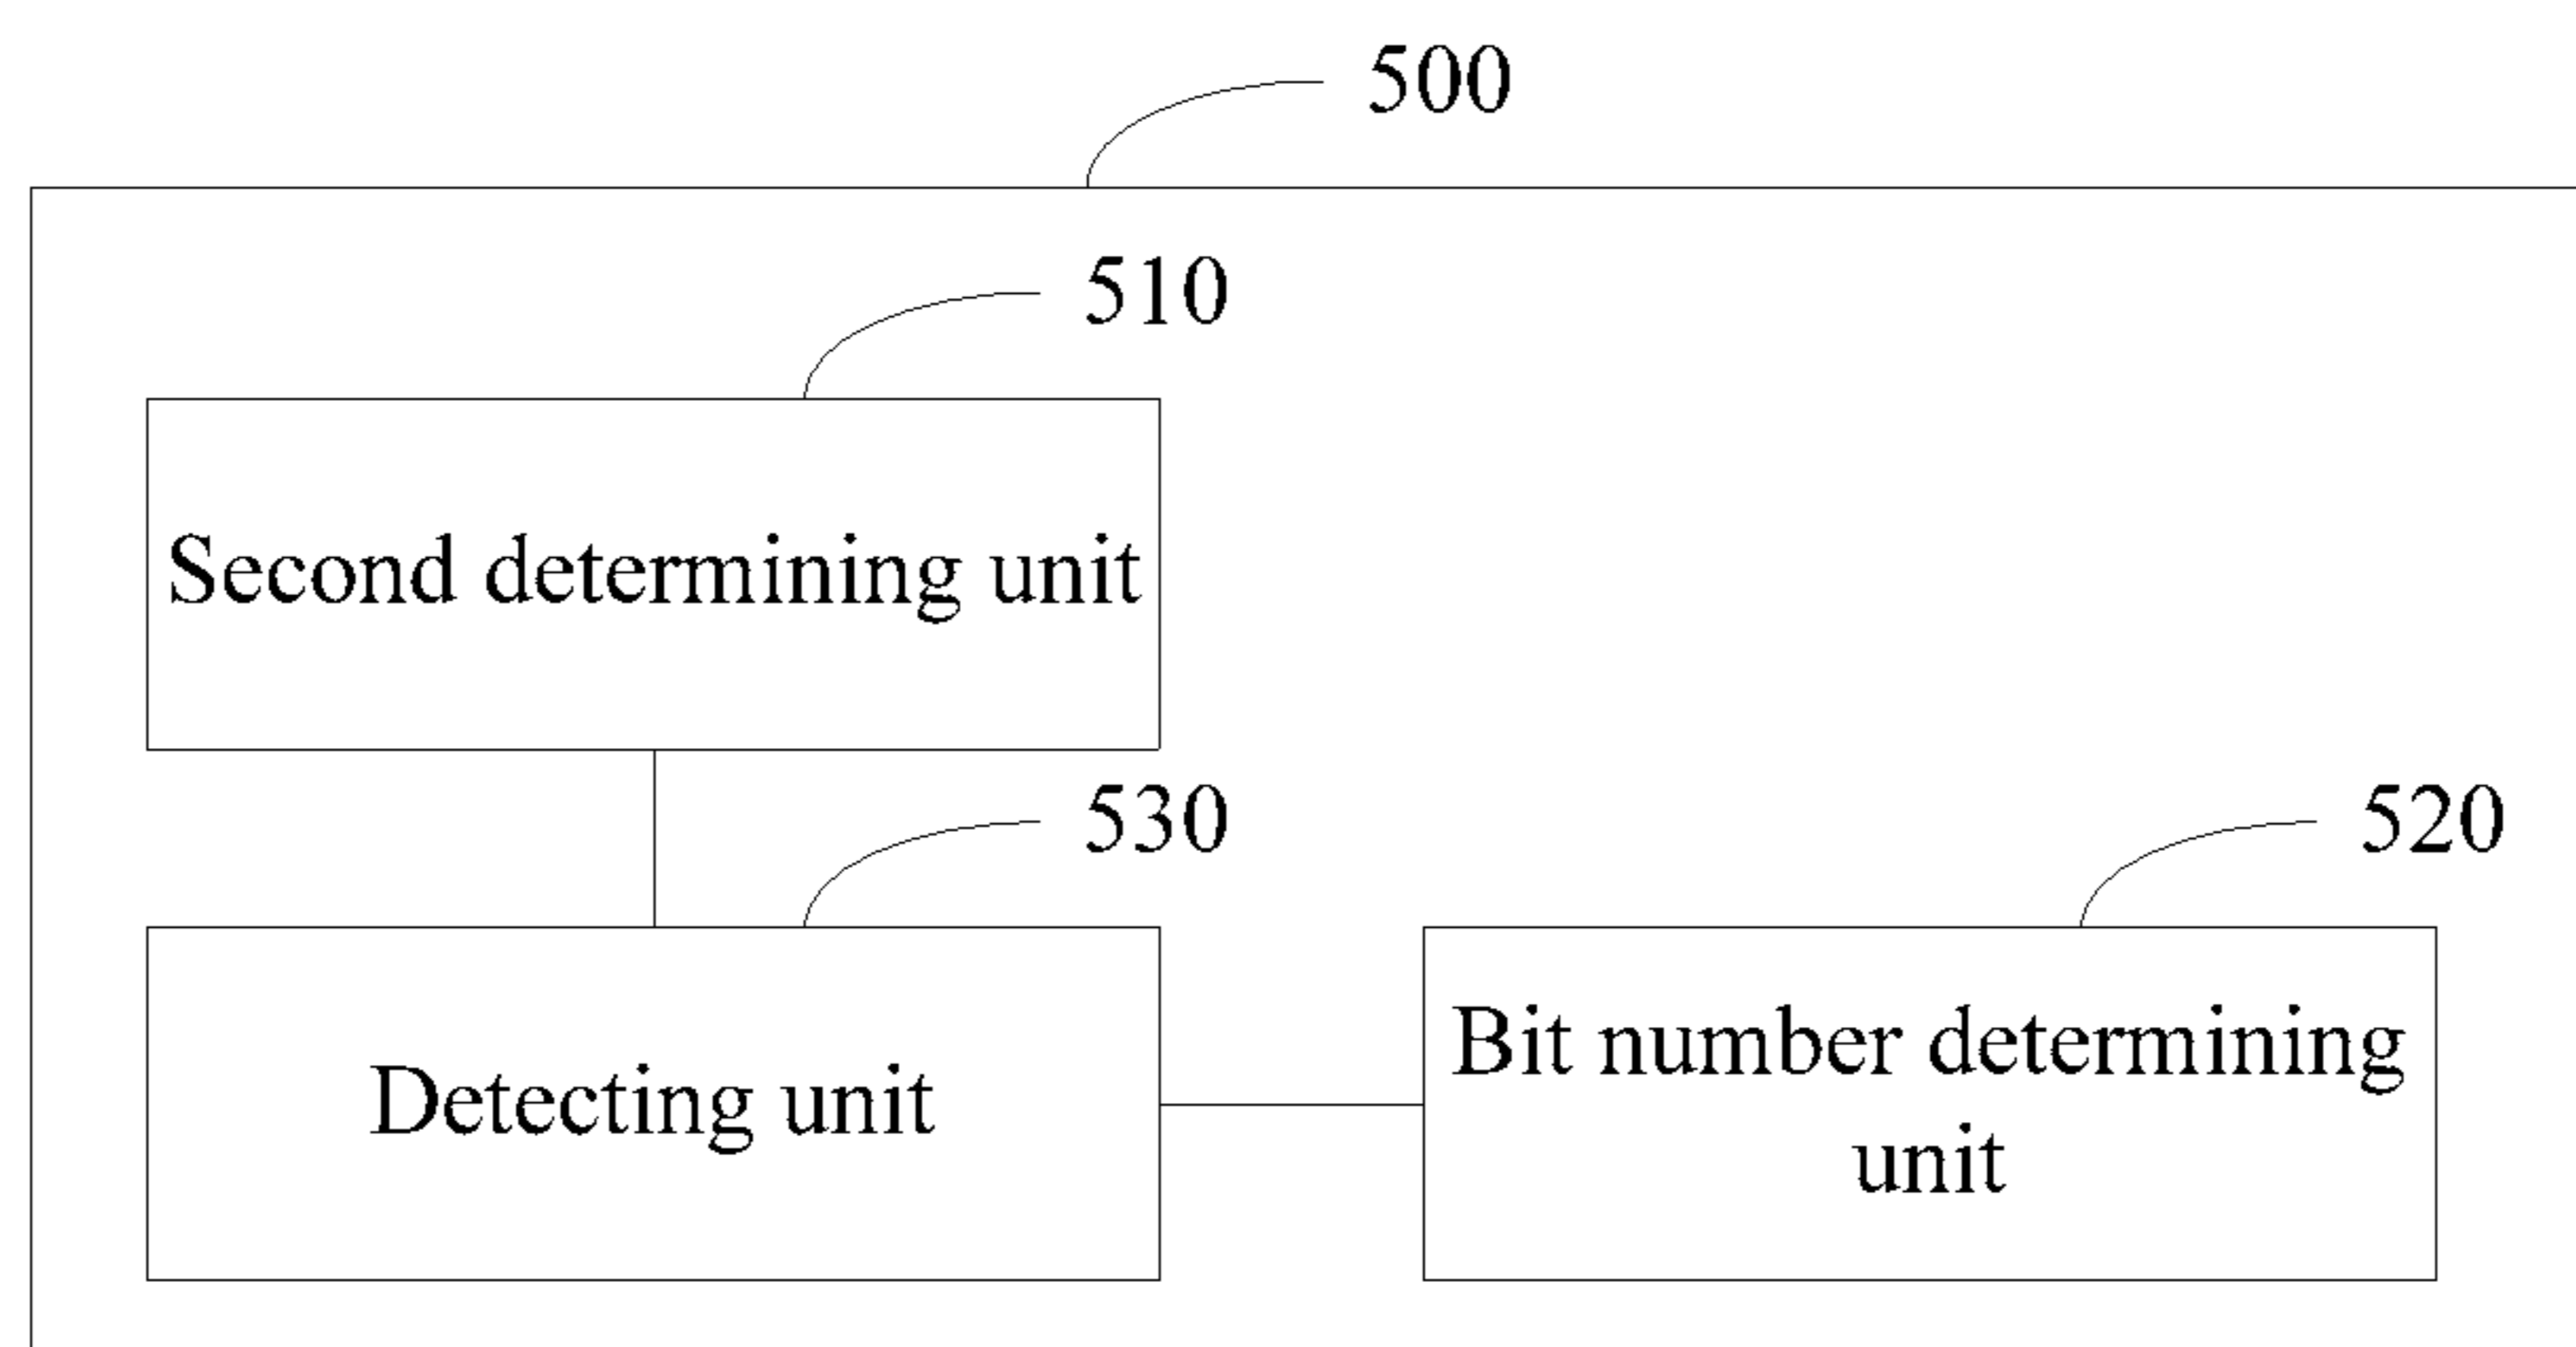 500
510
Second determining unit
530
520
Detecting unit
Bit number determining
unit